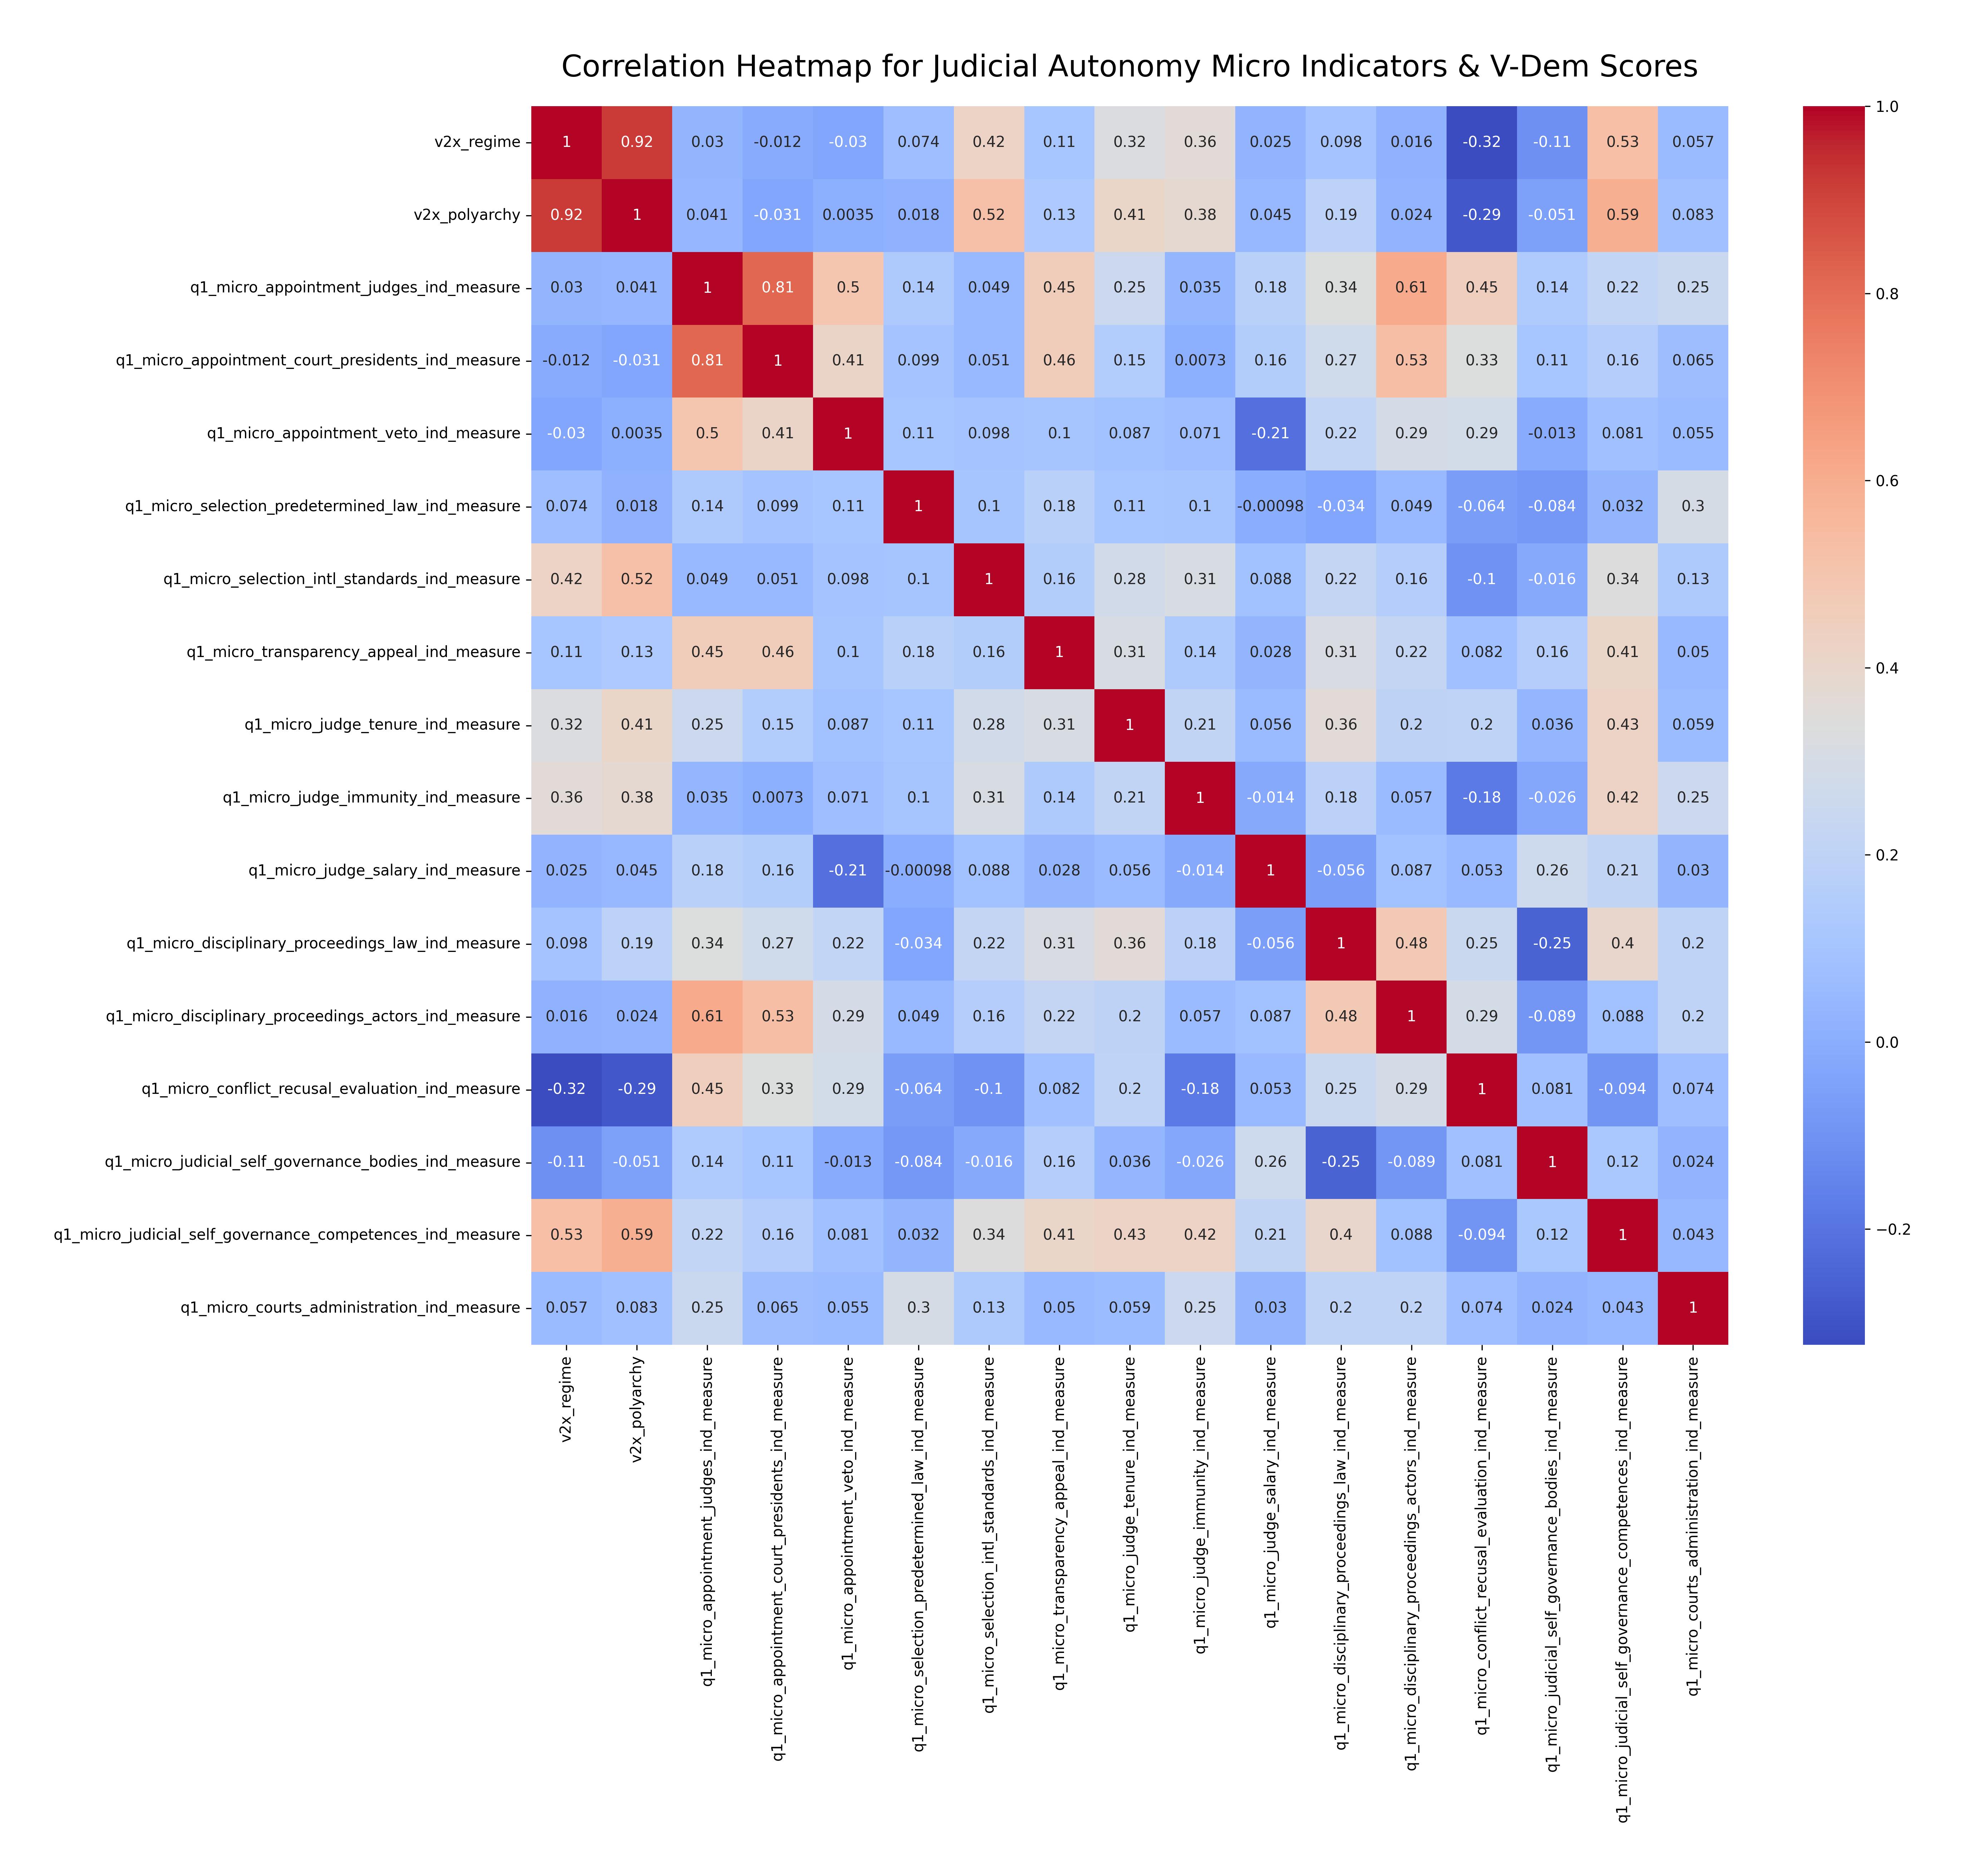 Correlation Heatmap for Judicial Autonomy Micro Indicators & V-Dem Scores
v2x_regime 1 0.92 0.03 -0.012 -0.03 0.074 0.42 0.11 0.32 0.36 0.025 0.098 0.016 -0.32 -0.11 0.53 0.057
v2x_polyarchy 0.92 1 0.041 -0.031 0.0035 0.018 0.52 0.13 0.41 0.38 0.045 0.19 0.024 -0.29 -0.051 0.59 0.083
q1_micro_appointment_judges_ind_measure 0.03 0.041 1 0.81 0.5 0.14 0.049 0.45 0.25 0.035 0.18 0.34 0.61 0.45 0.14 0.22 0.25
q1_micro_appointment_court_presidents_ind_measure -0.012 -0.031 0.81 1 0.41 0.099 0.051 0.46 0.15 0.0073 0.16 0.27 0.53 0.33 0.11 0.16 0.065
q1_micro_appointment_veto_ind_measure -0.03 0.0035 0.5 0.41 1 0.11 0.098 0.1 0.087 0.071 -0.21 0.22 0.29 0.29 -0.013 0.081 0.055
q1_micro_selection_predetermined_law_ind_measure 0.074 0.018 0.14 0.099 0.11 1 0.1 0.18 0.11 0.1 -0.00098 -0.034 0.049 -0.064 -0.084 0.032 0.3
q1_micro_selection_intl_standards_ind_measure 0.42 0.52 0.049 0.051 0.098 0.1 1 0.16 0.28 0.31 0.088 0.22 0.16 -0.1 -0.016 0.34 0.13
q1_micro_transparency_appeal_ind_measure 0.11 0.13 0.45 0.46 0.1 0.18 0.16 1 0.31 0.14 0.028 0.31 0.22 0.082 0.16 0.41 0.05
q1_micro_judge_tenure_ind_measure 0.32 0.41 0.25 0.15 0.087 0.11 0.28 0.31 1 0.21 0.056 0.36 0.2 0.2 0.036 0.43 0.059
q1_micro_judge_immunity_ind_measure 0.36 0.38 0.035 0.0073 0.071 0.1 0.31 0.14 0.21 1 -0.014 0.18 0.057 -0.18 -0.026 0.42 0.25
q1_micro_judge_salary_ind_measure 0.025 0.045 0.18 0.16 -0.21 -0.00098 0.088 0.028 0.056 -0.014 1 -0.056 0.087 0.053 0.26 0.21 0.03
q1_micro_disciplinary_proceedings_law_ind_measure 0.098 0.19 0.34 0.27 0.22 -0.034 0.22 0.31 0.36 0.18 -0.056 1 0.48 0.25 -0.25 0.4 0.2
q1_micro_disciplinary_proceedings_actors_ind_measure 0.016 0.024 0.61 0.53 0.29 0.049 0.16 0.22 0.2 0.057 0.087 0.48 1 0.29 -0.089 0.088 0.2
q1_micro_conflict_recusal_evaluation_ind_measure -0.32 -0.29 0.45 0.33 0.29 -0.064 -0.1 0.082 0.2 -0.18 0.053 0.25 0.29 1 0.081 -0.094 0.074
q1_micro_judicial_self_governance_bodies_ind_measure -0.11 -0.051 0.14 0.11 -0.013 -0.084 -0.016 0.16 0.036 -0.026 0.26 -0.25 -0.089 0.081 1 0.12 0.024
q1_micro_judicial_self_governance_competences_ind_measure 0.53 0.59 0.22 0.16 0.081 0.032 0.34 0.41 0.43 0.42 0.21 0.4 0.088 -0.094 0.12 1 0.043
q1_micro_courts_administration_ind_measure 0.057 0.083 0.25 0.065 0.055 0.3 0.13 0.05 0.059 0.25 0.03 0.2 0.2 0.074 0.024 0.043 1
v2x_regime
v2x_polyarchy
q1_micro_appointment_judges_ind_measure
q1_micro_appointment_court_presidents_ind_measure
q1_micro_appointment_veto_ind_measure
q1_micro_selection_predetermined_law_ind_measure
q1_micro_selection_intl_standards_ind_measure
q1_micro_transparency_appeal_ind_measure
q1_micro_judge_tenure_ind_measure
q1_micro_judge_immunity_ind_measure
q1_micro_judge_salary_ind_measure
q1_micro_disciplinary_proceedings_law_ind_measure
q1_micro_disciplinary_proceedings_actors_ind_measure
q1_micro_conflict_recusal_evaluation_ind_measure
q1_micro_judicial_self_governance_bodies_ind_measure
q1_micro_judicial_self_governance_competences_ind_measure
q1_micro_courts_administration_ind_measure
1.0
0.8
0.6
0.4
0.2
0.0
−0.2